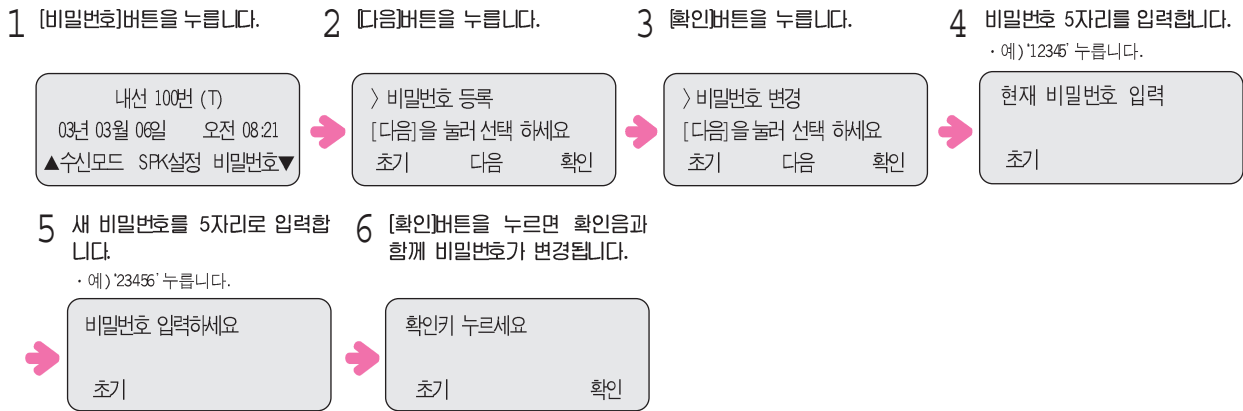 1 [비밀번호]버튼을 누릅니다.
내선 100번 (T)
03년 03월 06일 오전 08:21
▲수신모드 SPK설정 비밀번호▼
2 [다음]버튼을 누릅니다.
〉비밀번호 등록
[다음]을 눌러 선택 하세요
초기 다음 확인
3 [확인]버튼을 누릅니다.
〉비밀번호 변경
[다음]을 눌러 선택 하세요
초기 다음 확인
4 비밀번호 5자리를 입력합니다.
· 예) '12345' 누릅니다.
현재 비밀번호 입력
초기
5 새 비밀번호를 5자리로 입력합
니다.
· 예) '23456' 누릅니다.
비밀번호 입력하세요
초기
6 [확인]버튼을 누르면 확인음과
함께 비밀번호가 변경됩니다.
확인키 누르세요
초기 확인